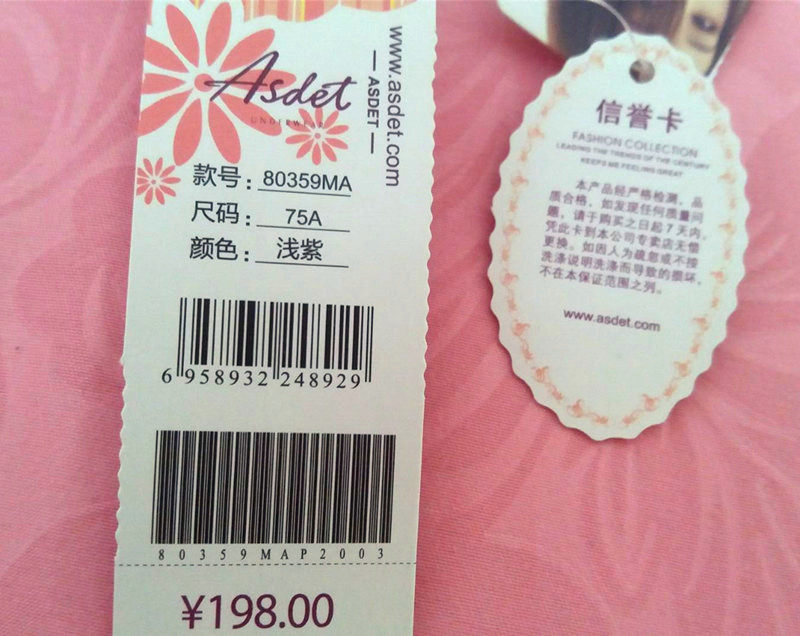 Asdet
UNDERWEAR
www.asdet.com
— ASDET —
款号: 80359MA
尺码: 75A
颜色: 浅紫
6 958932 248929
80359MAP2003
¥198.00
信誉卡
FASHION COLLECTION
LEADING THE TRENDS OF THE CENTURY
KEEPS ME FEELING GREAT
本产品经严格检测，品
质合格，如发现任何质量问
题，请于购买之日起7天内，
凭此卡到本公司专卖店无偿
更换。如因人为疏忽或不按
洗涤说明洗涤而导致的损坏，
不在本保证范围之列。
www.asdet.com